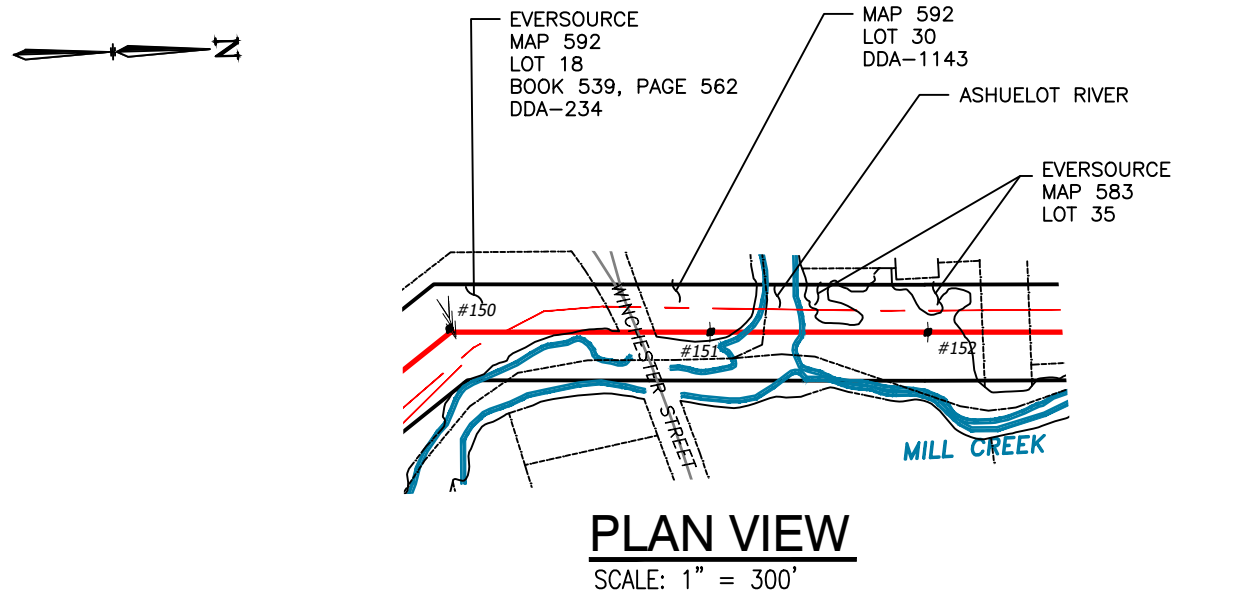 N
EVERSOURCE
MAP 592
LOT 18
BOOK 539, PAGE 562
DDA-234
MAP 592
LOT 30
DDA-1143
ASHUELOT RIVER
EVERSOURCE
MAP 583
LOT 35
#150
#151
#152
WINCHESTER STREET
MILL CREEK
PLAN VIEW
SCALE: 1" = 300'